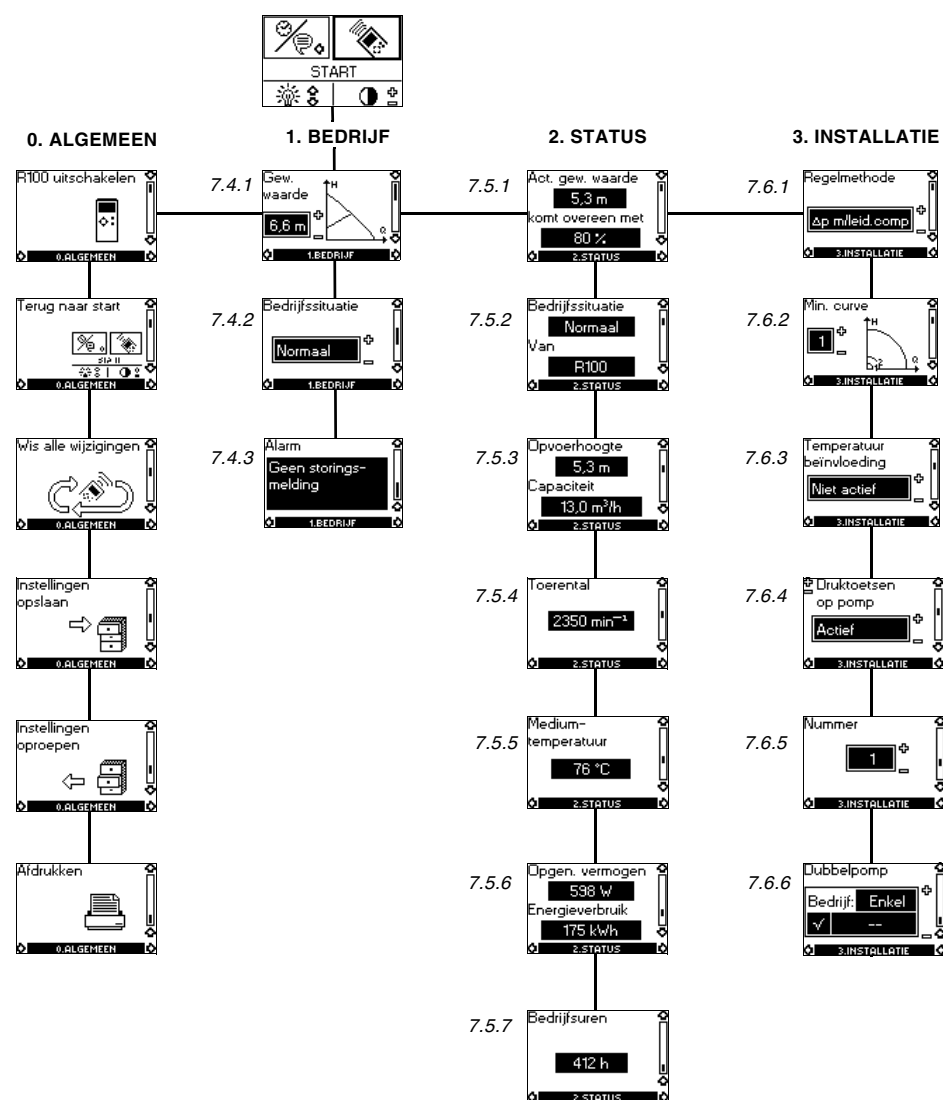 START
0. ALGEMEEN
R100 uitschakelen
0.ALGEMEEN
Terug naar start
START
0.ALGEMEEN
Wis alle wijzigingen
0.ALGEMEEN
Instellingen
opslaan
0.ALGEMEEN
Instellingen
oproepen
0.ALGEMEEN
Afdrukken
0.ALGEMEEN
1. BEDRIJF
7.4.1
Gew.
waarde
H
6,6 m
Q
1.BEDRIJF
7.4.2
Bedrijfssituatie
Normaal
1.BEDRIJF
7.4.3
Alarm
Geen storings-
melding
1.BEDRIJF
2. STATUS
7.5.1
Act. gew. waarde
5,3 m
komt overeen met
80 %
2.STATUS
7.5.2
Bedrijfssituatie
Normaal
Van
R100
2.STATUS
7.5.3
Opvoerhoogte
5,3 m
Capaciteit
13,0 m³/h
2.STATUS
7.5.4
Toerental
2350 min⁻¹
2.STATUS
7.5.5
Medium-
temperatuur
76 °C
2.STATUS
7.5.6
Opgen. vermogen
598 W
Energieverbruik
175 kWh
2.STATUS
7.5.7
Bedrijfsuren
412 h
2.STATUS
3. INSTALLATIE
7.6.1
Regelmethode
Δp m/leid.comp
3.INSTALLATIE
7.6.2
Min. curve
H
1
Q
3.INSTALLATIE
7.6.3
Temperatuur
beïnvloeding
Niet actief
3.INSTALLATIE
7.6.4
Druktoetsen
op pomp
Actief
3.INSTALLATIE
7.6.5
Nummer
1
3.INSTALLATIE
7.6.6
Dubbelpomp
Bedrijf: Enkel
√ --
3.INSTALLATIE